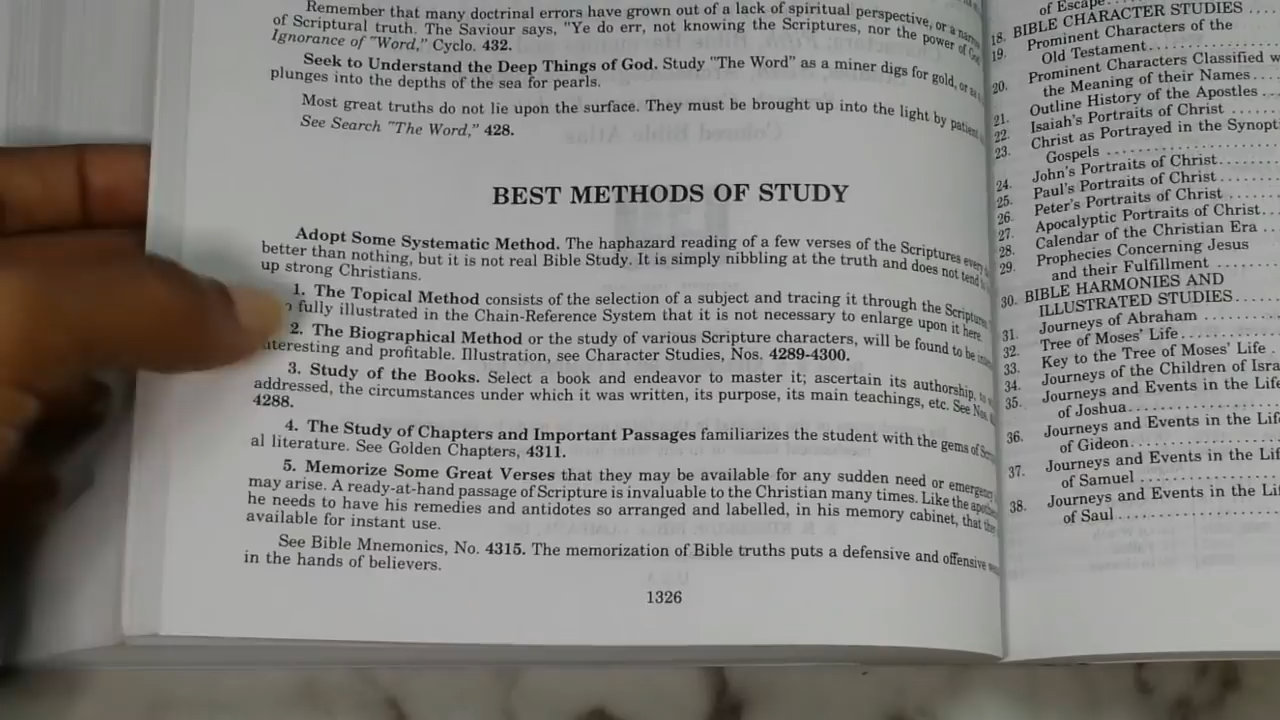 Remember that many doctrinal errors have grown out of a lack of spiritual perspective, or a
of Scriptural truth. The Saviour says, "Ye do err, not knowing the Scriptures, nor the power of
Ignorance of "Word," Cyclo. 432.
Seek to Understand the Deep Things of God. Study "The Word" as a miner digs for gold, or as
plunges into the depths of the sea for pearls.
Most great truths do not lie upon the surface. They must be brought up into the light by
See Search "The Word," 428.
BEST METHODS OF STUDY
Adopt Some Systematic Method. The haphazard reading of a few verses of the Scriptures
better than nothing, but it is not real Bible Study. It is simply nibbling at the truth and does not tend
up strong Christians.
1. The Topical Method consists of the selection of a subject and tracing it through the
fully illustrated in the Chain-Reference System that it is not necessary to enlarge upon it here.
2. The Biographical Method or the study of various Scripture characters, will be found to be
and profitable. Illustration, see Character Studies, Nos. 4289-4300.
3. Study of the Books. Select a book and endeavor to master it; ascertain its authorship,
addressed, the circumstances under which it was written, its purpose, its main teachings, etc. See Nos.
4288.
4. The Study of Chapters and Important Passages familiarizes the student with the gems of
al literature. See Golden Chapters, 4311.
5. Memorize Some Great Verses that they may be available for any sudden need or
may arise. A ready-at-hand passage of Scripture is invaluable to the Christian many times. Like the
he needs to have his remedies and antidotes so arranged and labelled, in his memory cabinet, that
available for instant use.
See Bible Mnemonics, No. 4315. The memorization of Bible truths puts a defensive and offensive
in the hands of believers.
1326
of Escape
18. BIBLE CHARACTER STUDIES ....
19. Prominent Characters of the
Old Testament
20. Prominent Characters Classified
the Meaning of their Names
21. Outline History of the Apostles
22. Isaiah's Portraits of Christ
23. Christ as Portrayed in the
Gospels
24. John's Portraits of Christ
25. Paul's Portraits of Christ
26. Peter's Portraits of Christ
27. Apocalyptic Portraits of Christ
28. Calendar of the Christian Era
29. Prophecies Concerning Jesus
and their Fulfillment
30. BIBLE HARMONIES AND
ILLUSTRATED STUDIES
31. Journeys of Abraham
32. Tree of Moses' Life
33. Key to the Tree of Moses' Life
34. Journeys of the Children of
35. Journeys and Events in the
of Joshua
36. Journeys and Events in the
of Gideon
37. Journeys and Events in the
of Samuel
38. Journeys and Events in the
of Saul